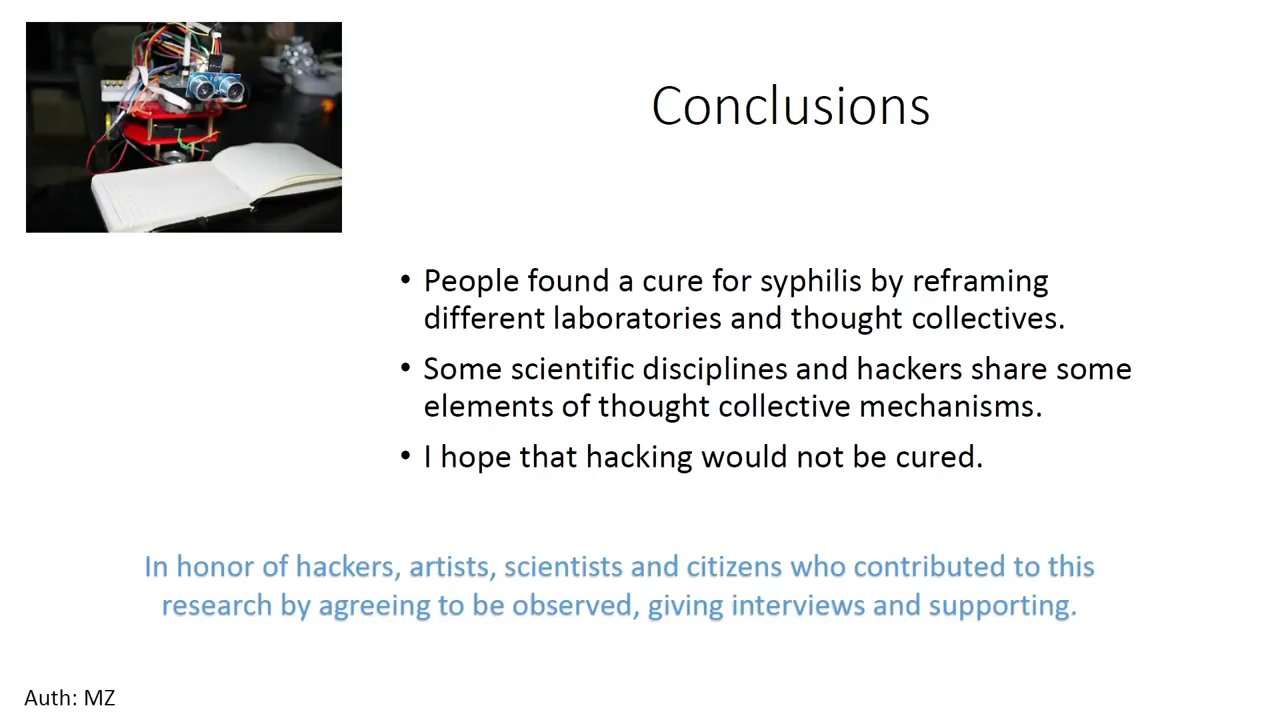 Conclusions
• People found a cure for syphilis by reframing
different laboratories and thought collectives.
• Some scientific disciplines and hackers share some
elements of thought collective mechanisms.
• I hope that hacking would not be cured.
In honor of hackers, artists, scientists and citizens who contributed to this
research by agreeing to be observed, giving interviews and supporting.
Auth: MZ